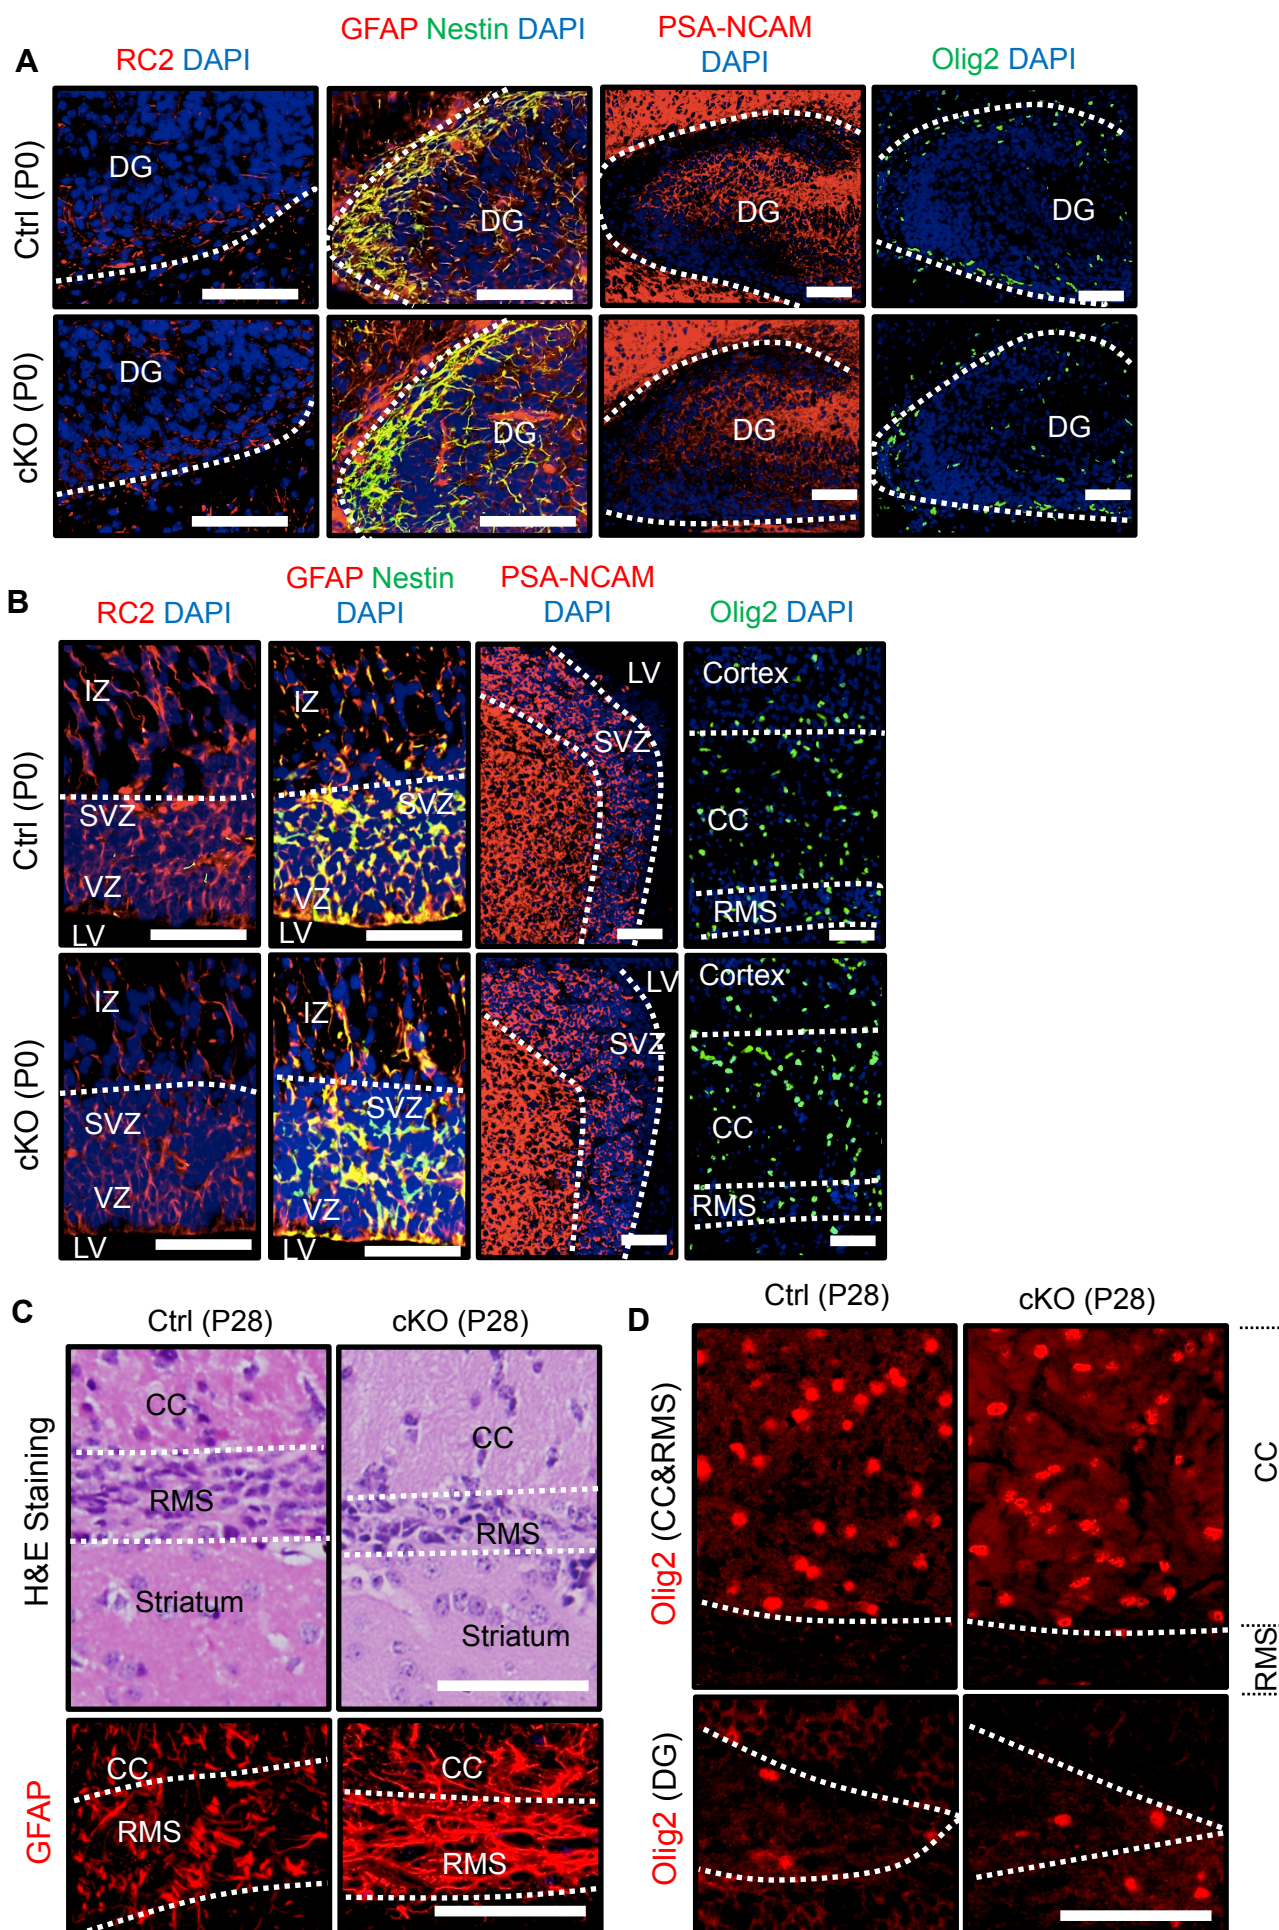 A
RC2 DAPI
GFAP Nestin DAPI
PSA-NCAM
DAPI
Olig2 DAPI
Ctrl (P0)
DG
DG
DG
DG
cKO (P0)
DG
DG
DG
DG
B
RC2 DAPI
GFAP Nestin
DAPI
PSA-NCAM
DAPI
Olig2 DAPI
Ctrl (P0)
IZ
SVZ
VZ
LV
IZ
SVZ
VZ
LV
LV
SVZ
Cortex
CC
RMS
cKO (P0)
IZ
SVZ
VZ
LV
IZ
SVZ
VZ
LV
LV
SVZ
Cortex
CC
RMS
C
Ctrl (P28)
cKO (P28)
H&E Staining
CC
RMS
Striatum
CC
RMS
Striatum
GFAP
CC
RMS
CC
RMS
D
Ctrl (P28)
cKO (P28)
Olig2 (CC&RMS)
CC
RMS
Olig2 (DG)